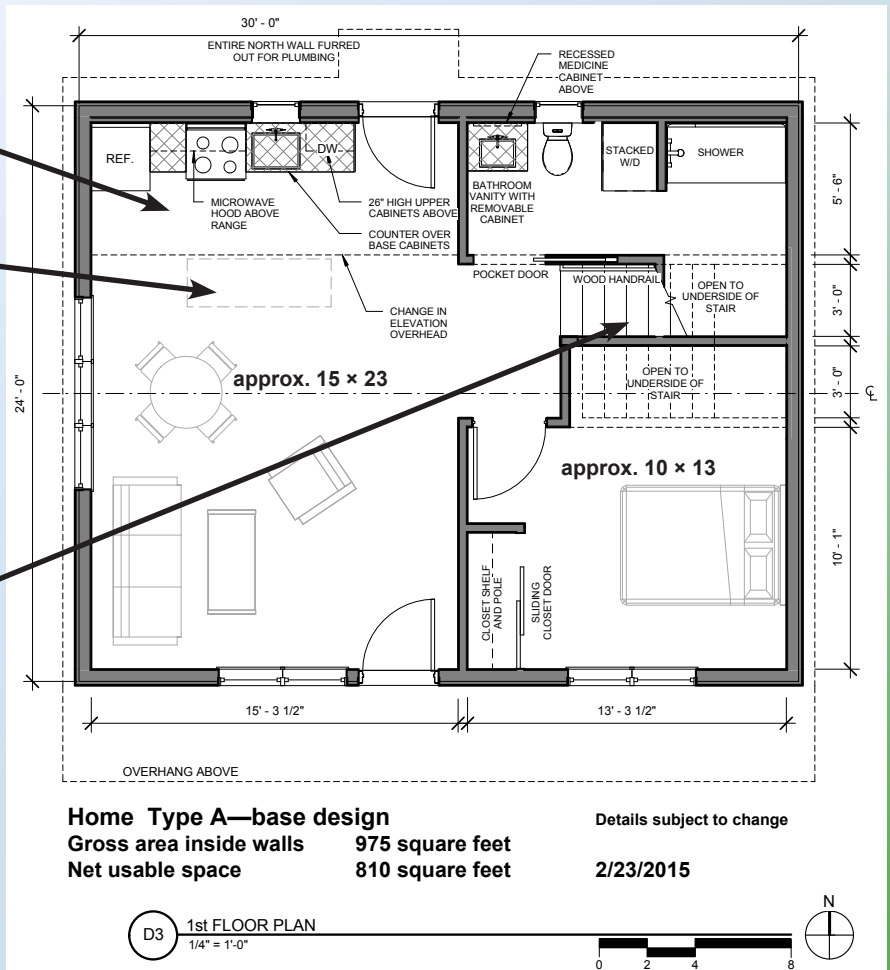 30' - 0"
ENTIRE NORTH WALL FURRED
OUT FOR PLUMBING
RECESSED
MEDICINE
CABINET
ABOVE
REF.
DW
STACKED
W/D
SHOWER
MICROWAVE
HOOD ABOVE
RANGE
26" HIGH UPPER
CABINETS ABOVE
COUNTER OVER
BASE CABINETS
BATHROOM
VANITY WITH
REMOVABLE
CABINET
5' - 6"
POCKET DOOR
WOOD HANDRAIL
OPEN TO
UNDERSIDE OF
STAIR
3' - 0"
CHANGE IN
ELEVATION
OVERHEAD
24' - 0"
approx. 15 × 23
OPEN TO
UNDERSIDE OF
STAIR
3' - 0"
CL
approx. 10 × 13
10' - 1"
CLOSET SHELF
AND POLE
SLIDING
CLOSET DOOR
15' - 3 1/2"
13' - 3 1/2"
OVERHANG ABOVE
Home Type A—base design
Details subject to change
Gross area inside walls 975 square feet
Net usable space 810 square feet
2/23/2015
D3
1st FLOOR PLAN
1/4" = 1'-0"
N
0 2 4 8